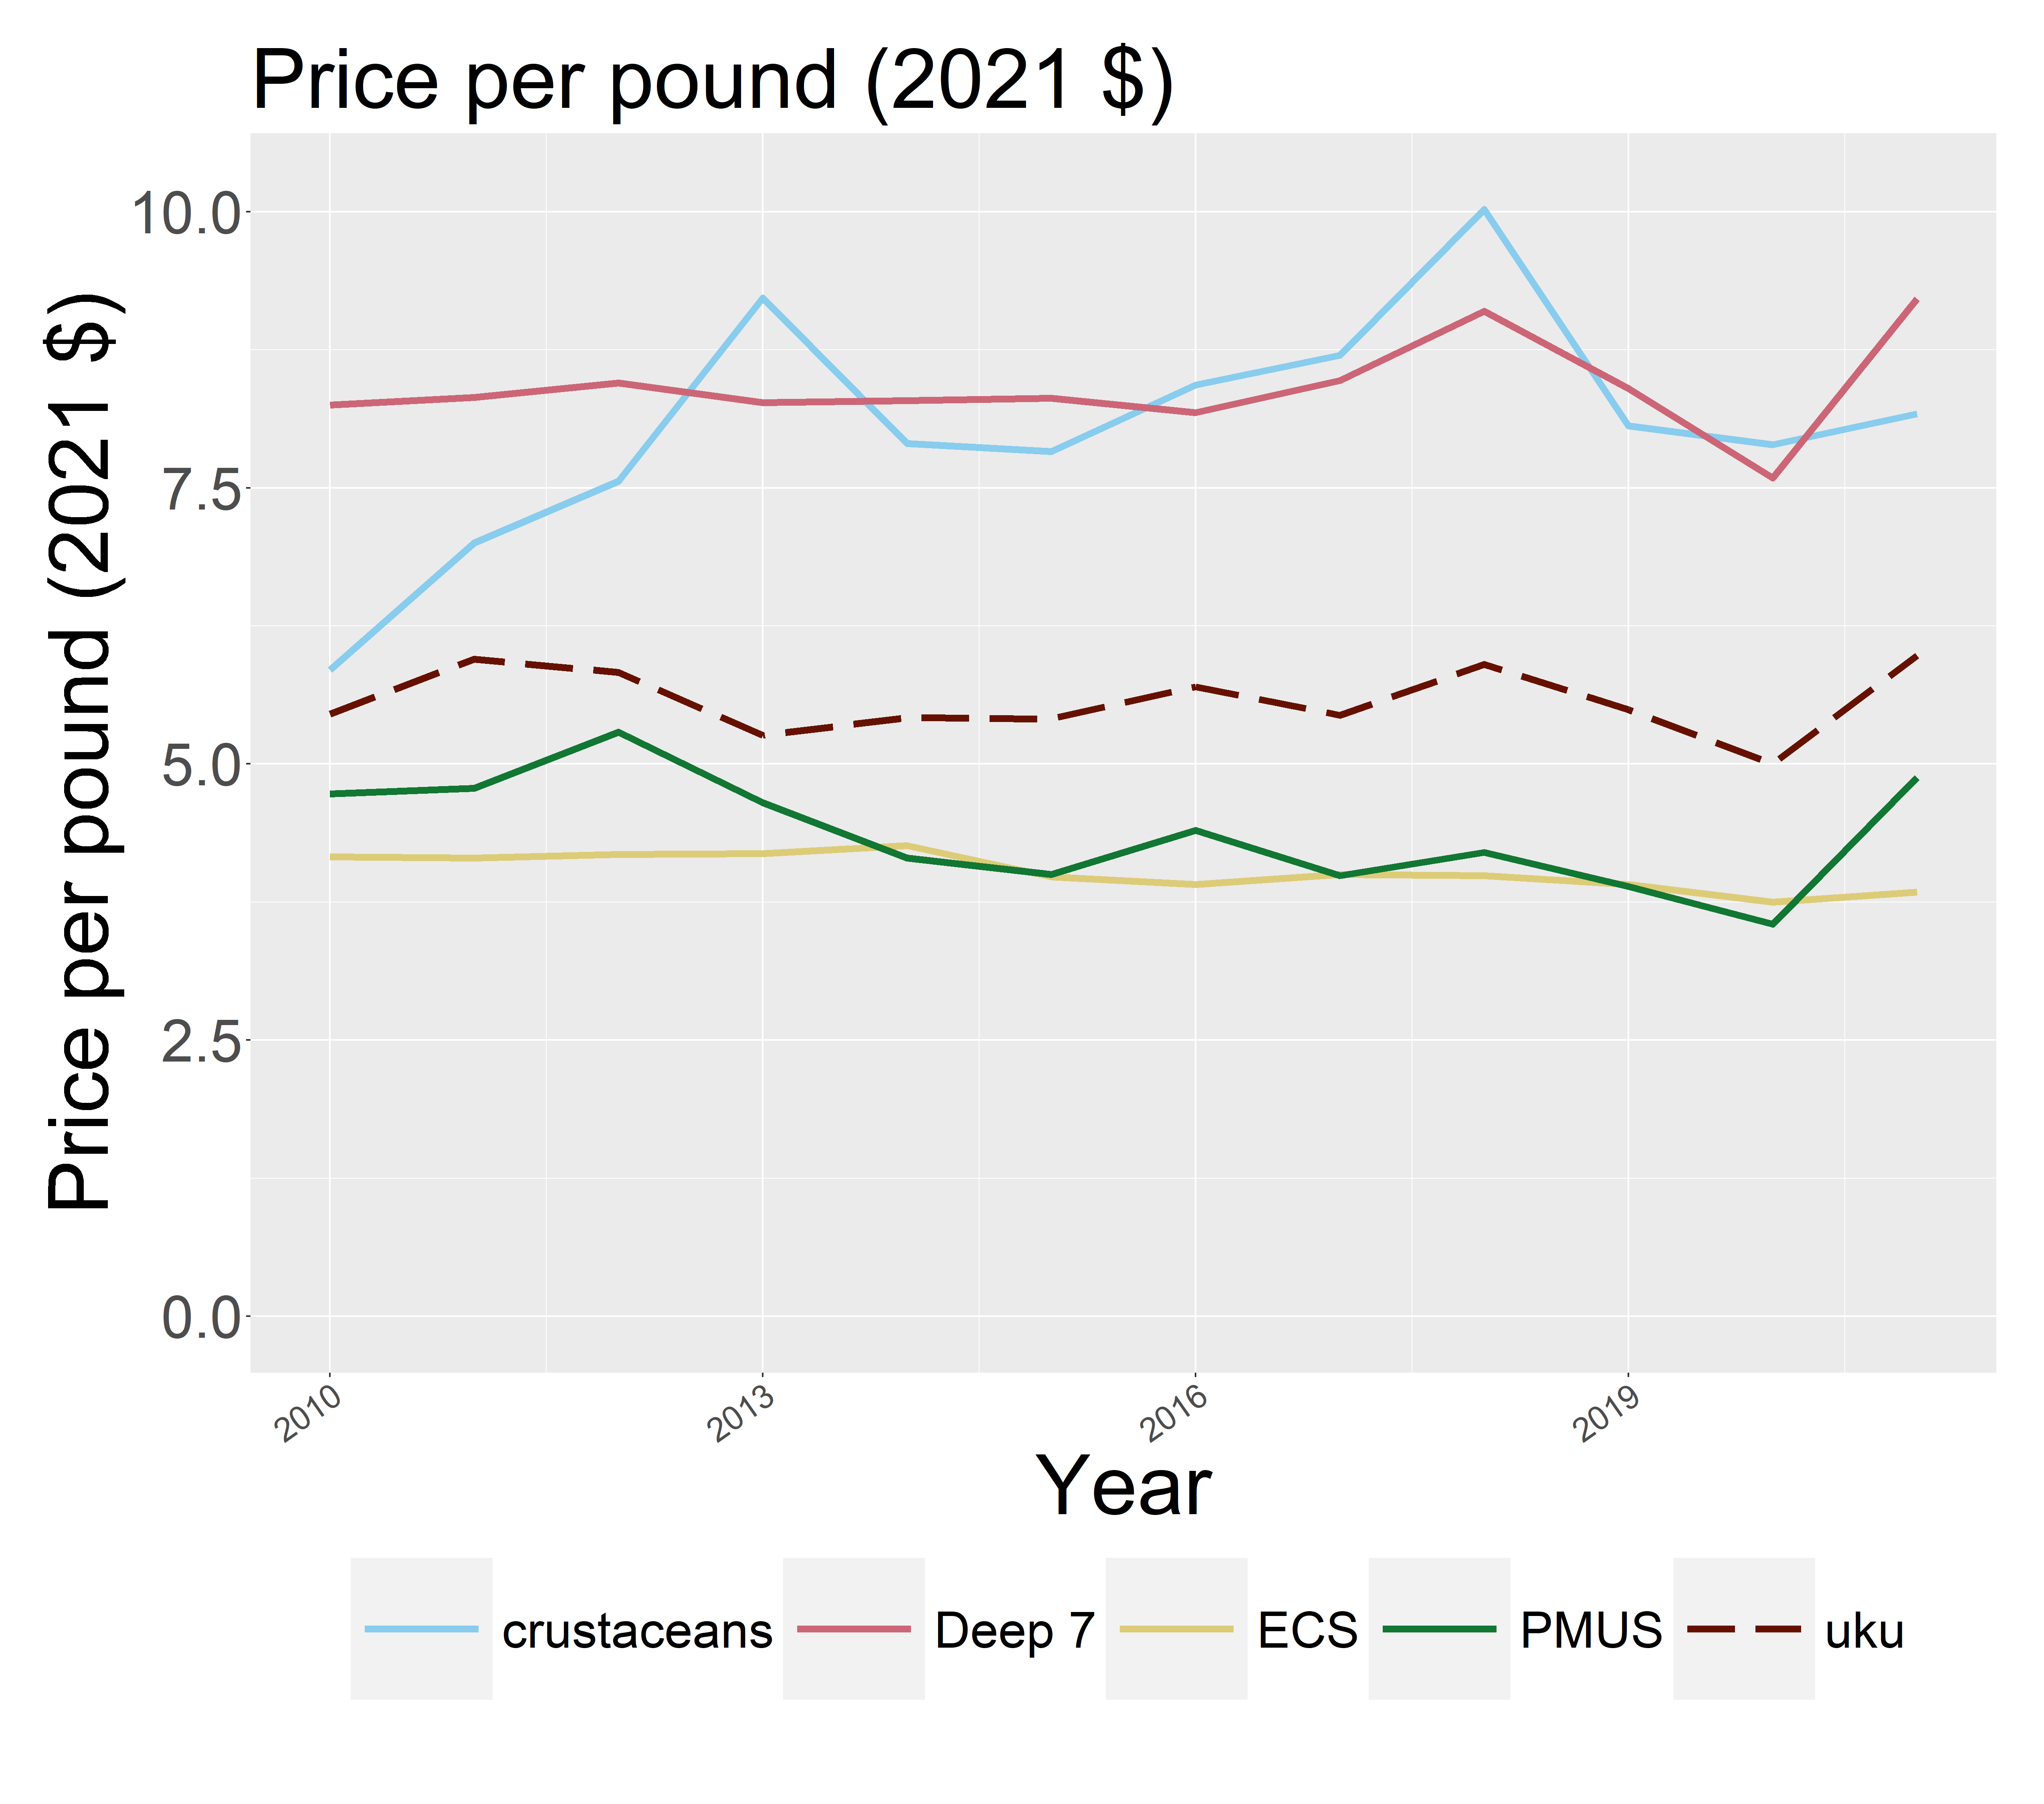 Price per pound (2021 $)
Price per pound (2021 $)
10.0
7.5
5.0
2.5
0.0
2010 2013 2016 2019
Year
crustaceans Deep 7 ECS PMUS uku